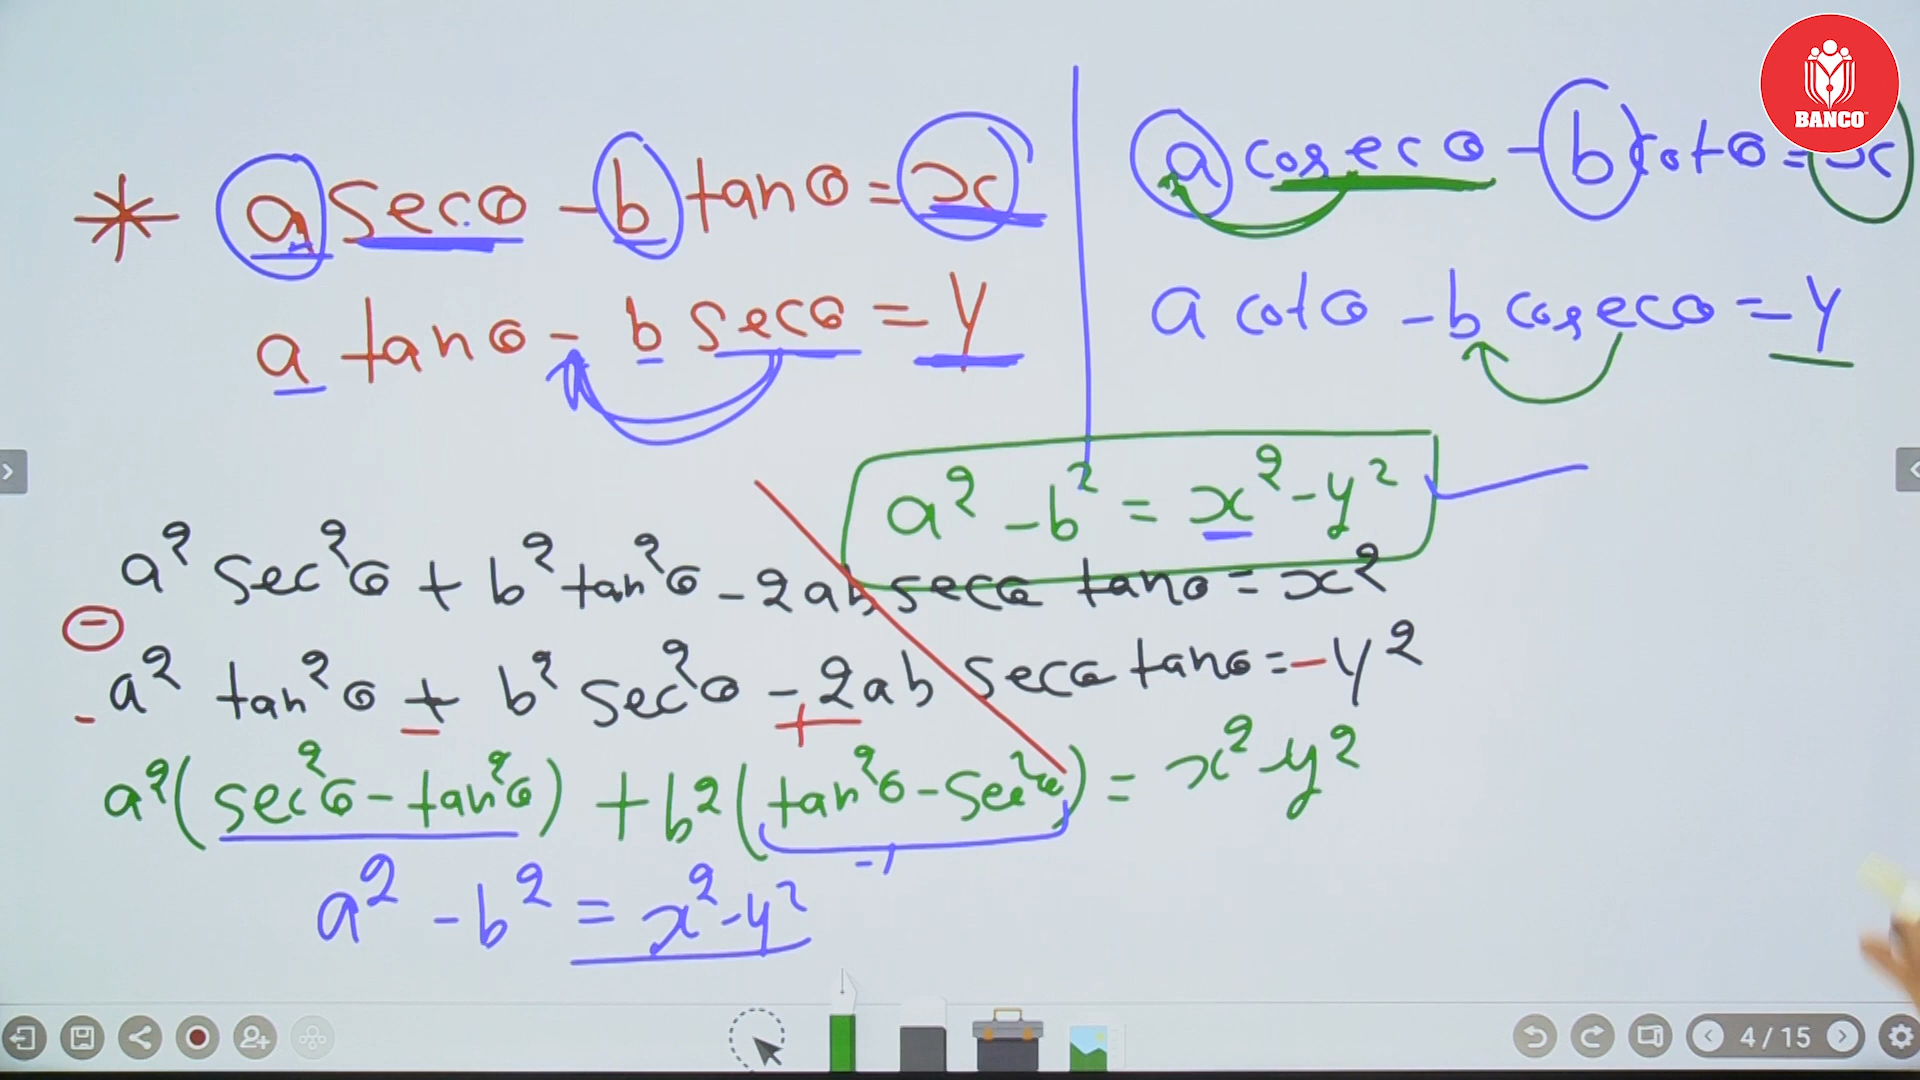 BANCO
a secθ - b tanθ = x
a tanθ - b secθ = y
a cosecθ - b cotθ = x
a cotθ - b cosecθ = y
a² - b² = x² - y²
a² sec²θ + b² tan²θ - 2ab secθ tanθ = x²
-
a² tan²θ + b² sec²θ - 2ab secθ tanθ = - y²
- - +
a² (sec²θ - tan²θ) + b² (tan²θ - sec²θ) = x² - y²
-1
a² - b² = x² - y²
4/15